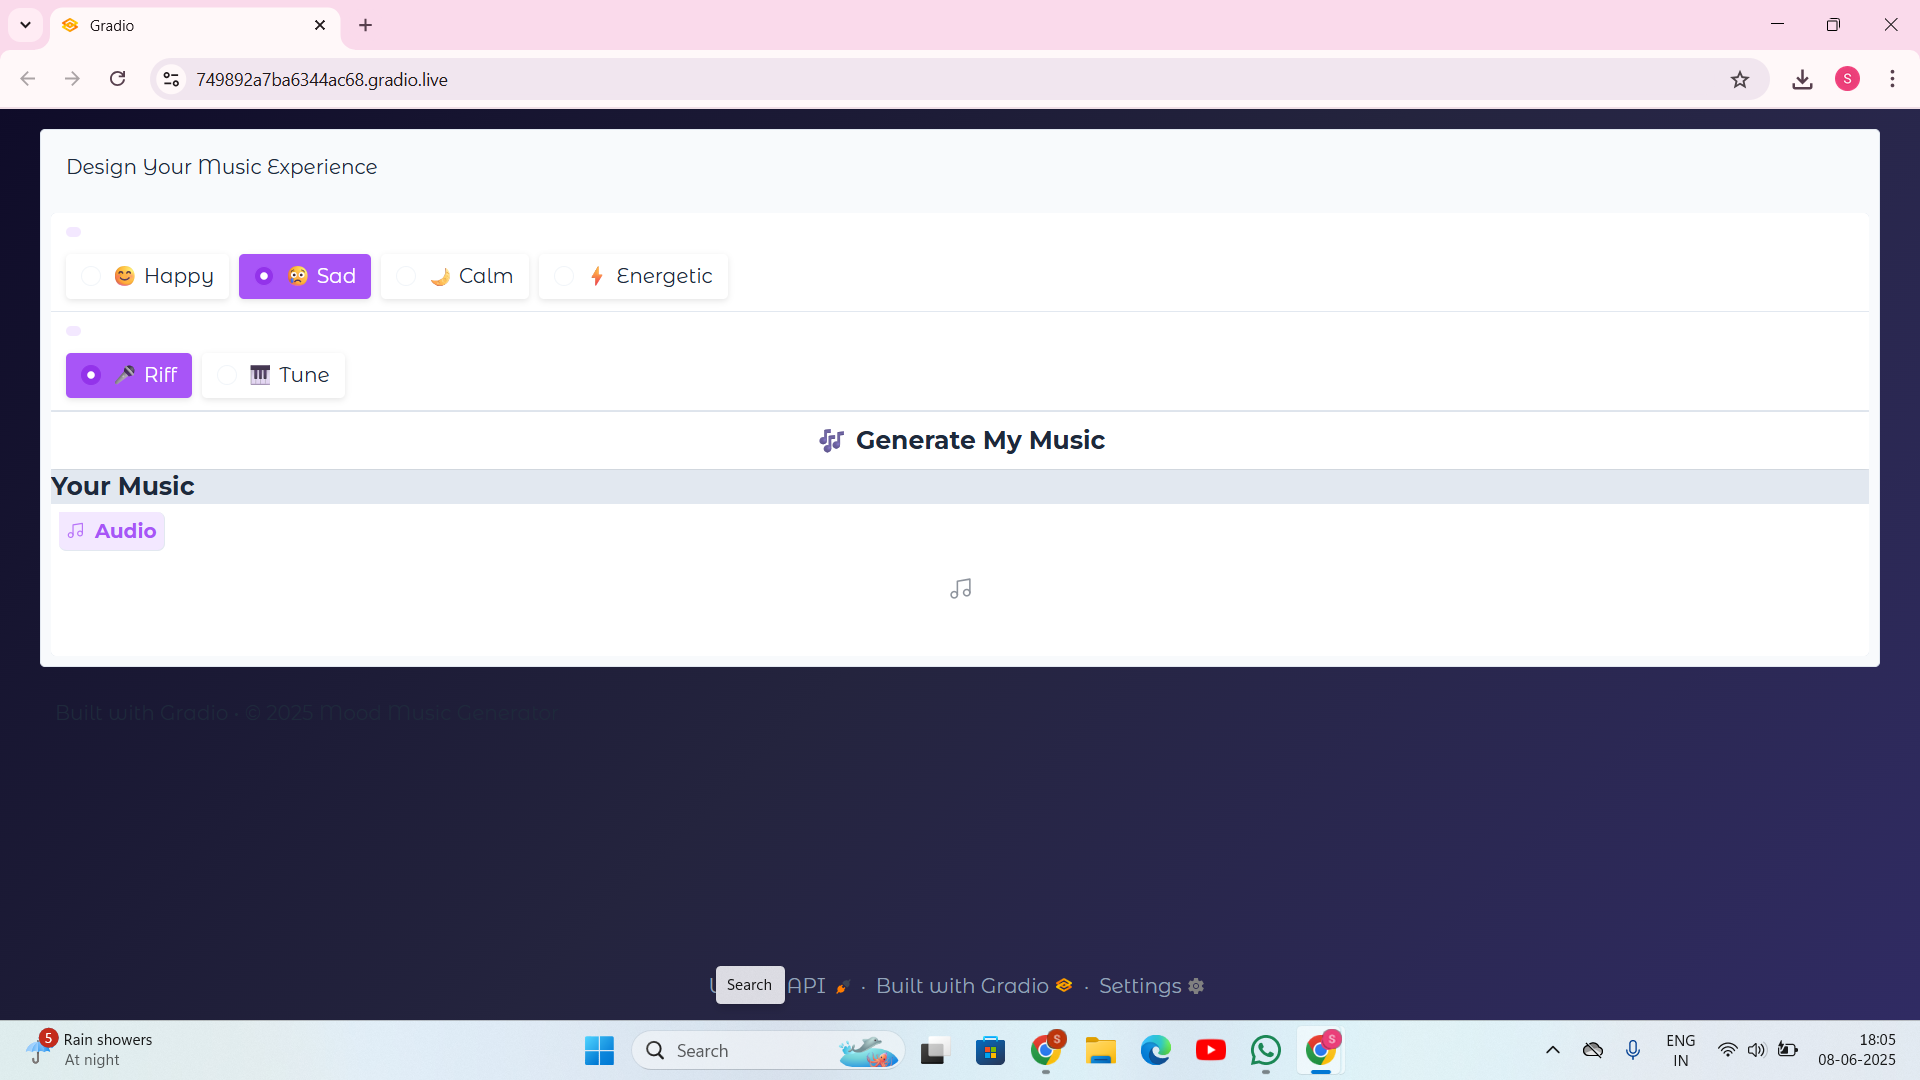 Gradio
749892a7ba6344ac68.gradio.live
S
Design Your Music Experience
Happy
Sad
Calm
Energetic
Riff
Tune
Generate My Music
Your Music
Audio
Built with Gradio · © 2025 Mood Music Generator
Search
API · Built with Gradio · Settings
5
Rain showers
At night
Search
S
S
ENG
IN
18:05
08-06-2025